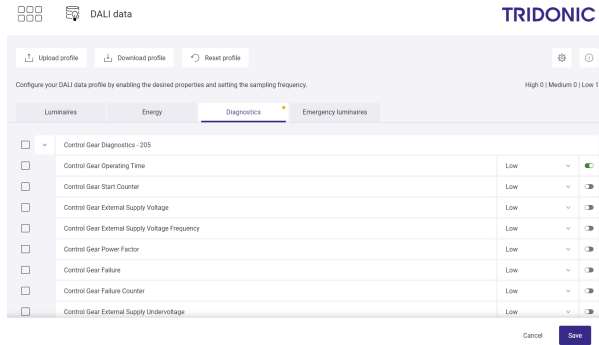 DALI data
TRIDONIC
Upload profile
Download profile
Reset profile
Configure your DALI data profile by enabling the desired properties and setting the sampling frequency.
High 0 | Medium 0 | Low 1
Luminaires
Energy
Diagnostics
Emergency luminaires
Control Gear Diagnostics - 205
Control Gear Operating Time Low
Control Gear Start Counter Low
Control Gear External Supply Voltage Low
Control Gear External Supply Voltage Frequency Low
Control Gear Power Factor Low
Control Gear Failure Low
Control Gear Failure Counter Low
Control Gear External Supply Undervoltage Low
Cancel
Save